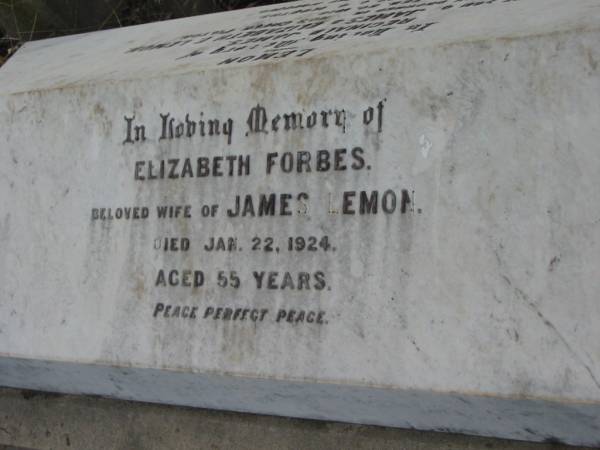 In Loving Memory of
ELIZABETH FORBES.
BELOVED WIFE OF JAMES LEMON.
DIED JAN. 22, 1924.
AGED 55 YEARS.
PEACE PERFECT PEACE.
LEMON